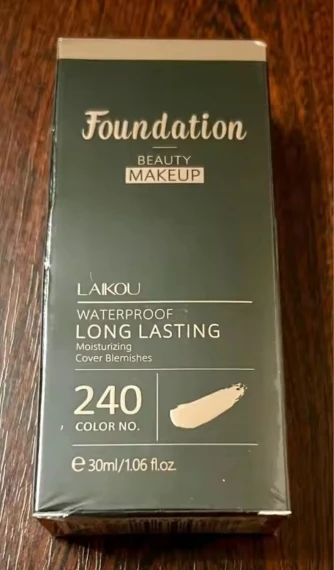 Foundation
BEAUTY
MAKEUP
LAIKOU
WATERPROOF
LONG LASTING
Moisturizing
Cover Blemishes
240
COLOR NO.
℮ 30ml/1.06 fl.oz.